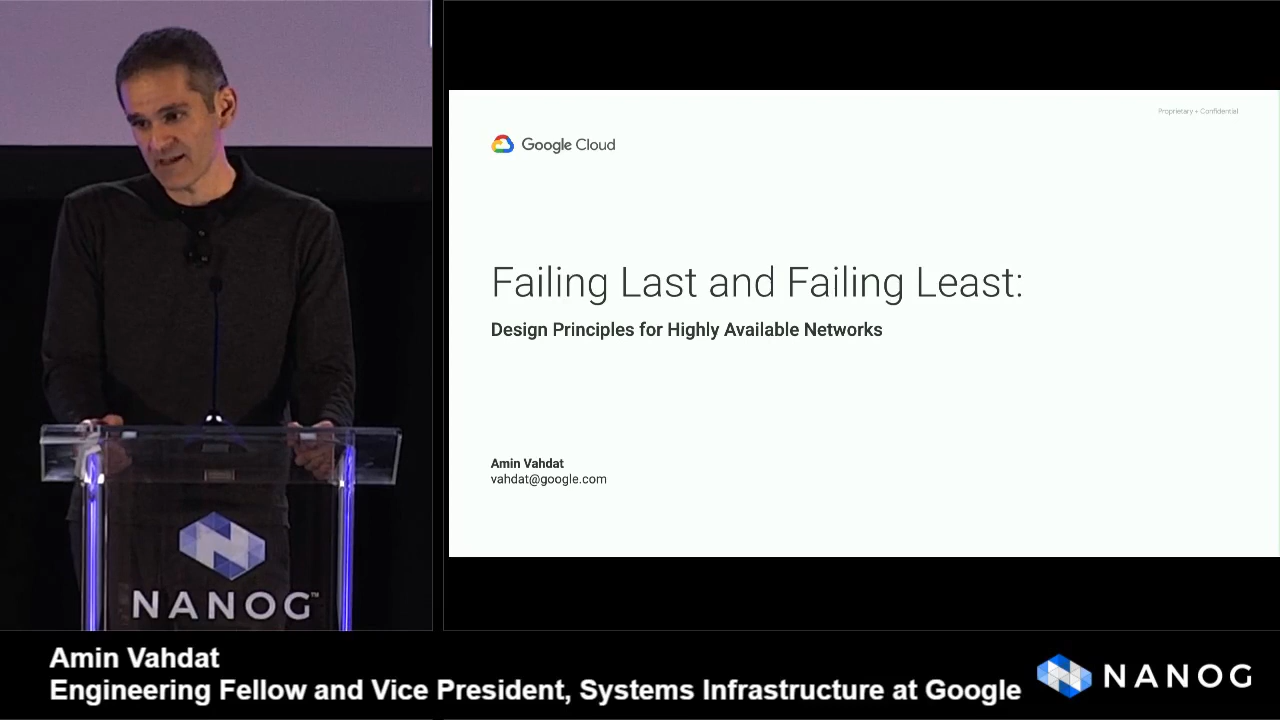 Proprietary + Confidential
Google Cloud
Failing Last and Failing Least:
Design Principles for Highly Available Networks
Amin Vahdat
vahdat@google.com
NANOG™
Amin Vahdat
Engineering Fellow and Vice President, Systems Infrastructure at Google
NANOG